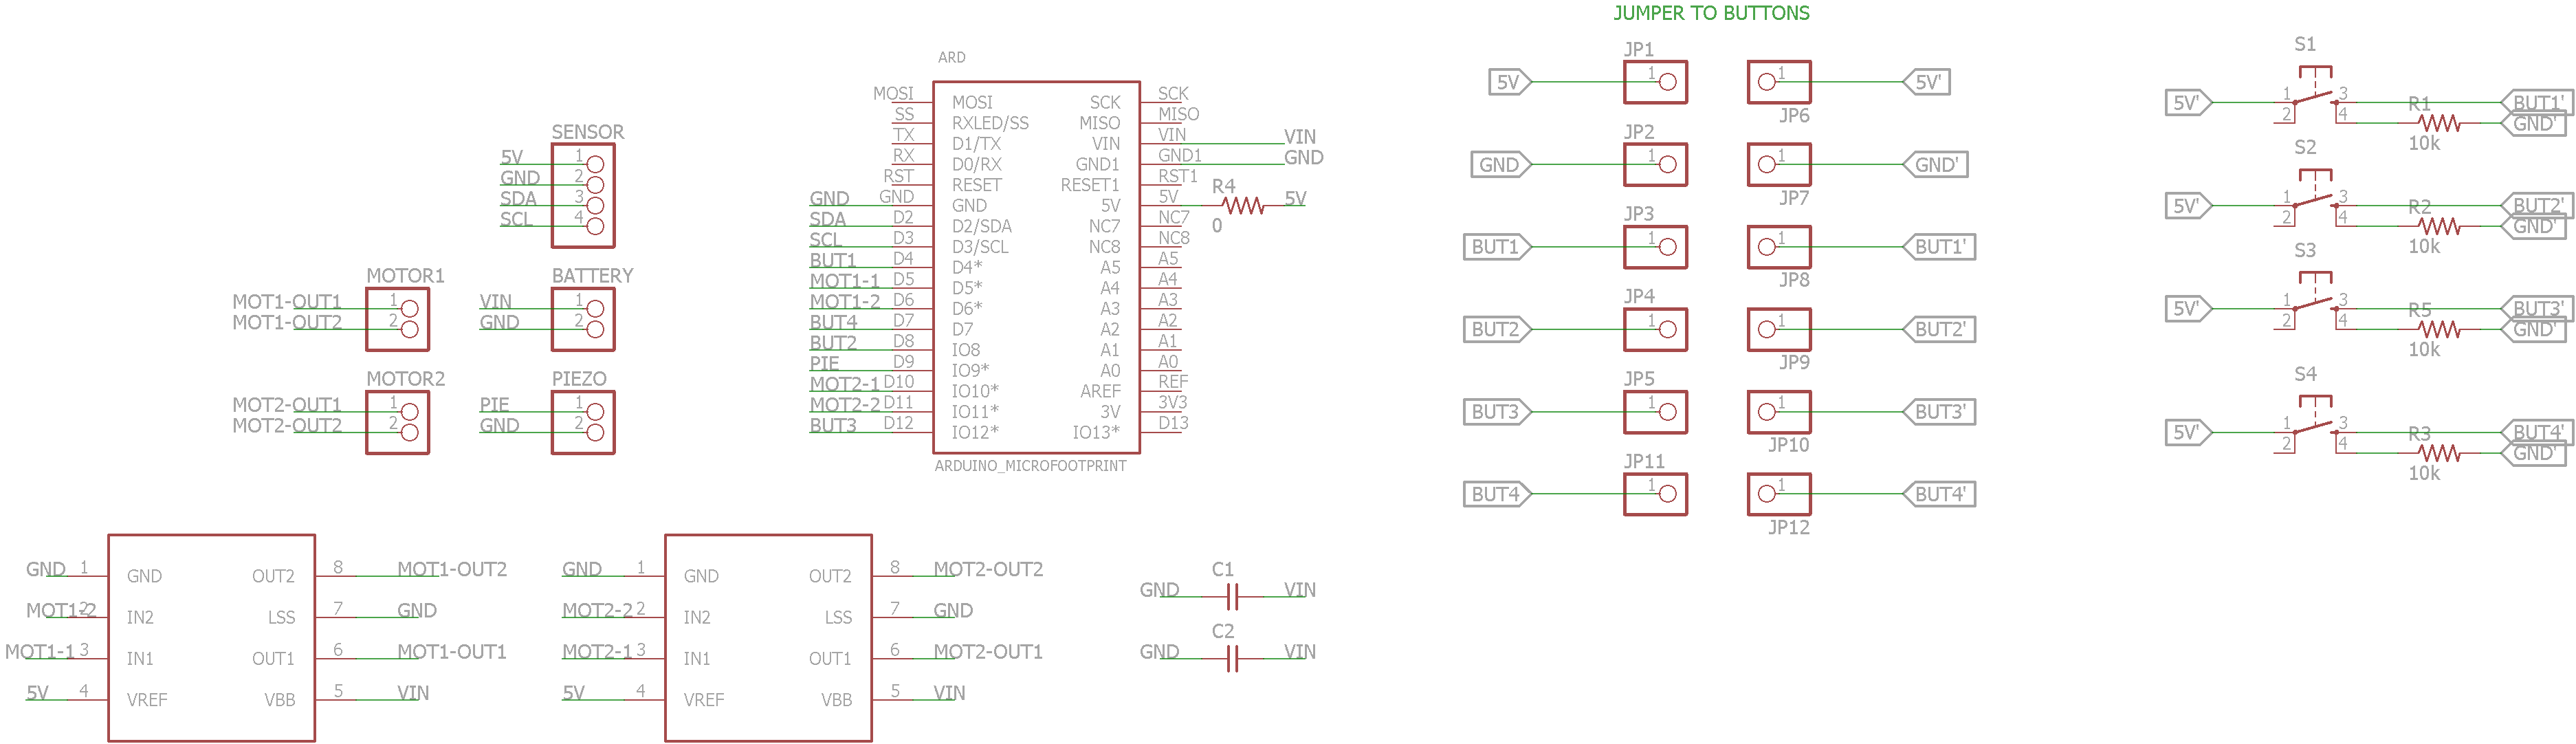 JUMPER TO BUTTONS
SENSOR
5V 1
GND 2
SDA 3
SCL 4
MOTOR1
MOT1-OUT1 1
MOT1-OUT2 2
BATTERY
VIN 1
GND 2
MOTOR2
MOT2-OUT1 1
MOT2-OUT2 2
PIEZO
PIE 1
GND 2
ARD
MOSI MOSI SCK SCK
SS RXLED/SS MISO MISO
TX D1/TX VIN VIN VIN
RX D0/RX GND1 GND1 GND
RST RESET RESET1 RST1
GND GND GND 5V 5V R4 0 5V
SDA D2 D2/SDA NC7 NC7
SCL D3 D3/SCL NC8 NC8
BUT1 D4 D4* A5 A5
MOT1-1 D5 D5* A4 A4
MOT1-2 D6 D6* A3 A3
BUT4 D7 D7 A2 A2
BUT2 D8 IO8 A1 A1
PIE D9 IO9* A0 A0
MOT2-1 D10 IO10* AREF REF
MOT2-2 D11 IO11* 3V 3V3
BUT3 D12 IO12* IO13* D13
ARDUINO_MICROFOOTPRINT
JP1
5V 1 1 5V'
JP6
JP2
GND 1 1 GND'
JP7
JP3
BUT1 1 1 BUT1'
JP8
JP4
BUT2 1 1 BUT2'
JP9
JP5
BUT3 1 1 BUT3'
JP10
JP11
BUT4 1 1 BUT4'
JP12
S1
5V' 1 3 BUT1'
2 4 R1 GND'
10k
S2
5V' 1 3 BUT2'
2 4 R2 GND'
10k
S3
5V' 1 3 BUT3'
2 4 R5 GND'
10k
S4
5V' 1 3 BUT4'
2 4 R3 GND'
10k
GND 1 GND OUT2 8 MOT1-OUT2
MOT1-2 2 IN2 LSS 7 GND
MOT1-1 3 IN1 OUT1 6 MOT1-OUT1
5V 4 VREF VBB 5 VIN
GND 1 GND OUT2 8 MOT2-OUT2
MOT2-2 2 IN2 LSS 7 GND
MOT2-1 3 IN1 OUT1 6 MOT2-OUT1
5V 4 VREF VBB 5 VIN
C1
GND VIN
C2
GND VIN